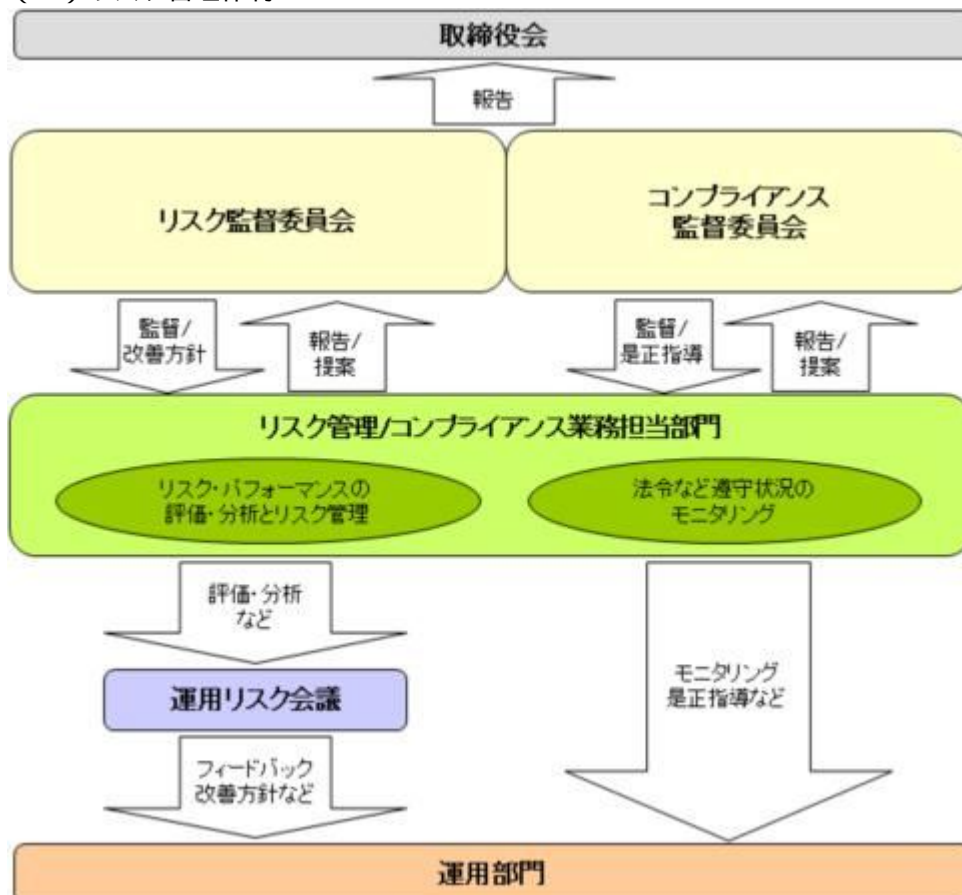 取締役会
報告
リスク監督委員会
コンプライアンス
監督委員会
監督/
改善方針
報告/
提案
監督/
是正指導
報告/
提案
リスク管理/コンプライアンス業務担当部門
リスク・パフォーマンスの
評価・分析とリスク管理
法令など遵守状況の
モニタリング
評価・分析
など
運用リスク会議
モニタリング
是正指導など
フィードバック
改善方針など
運用部門